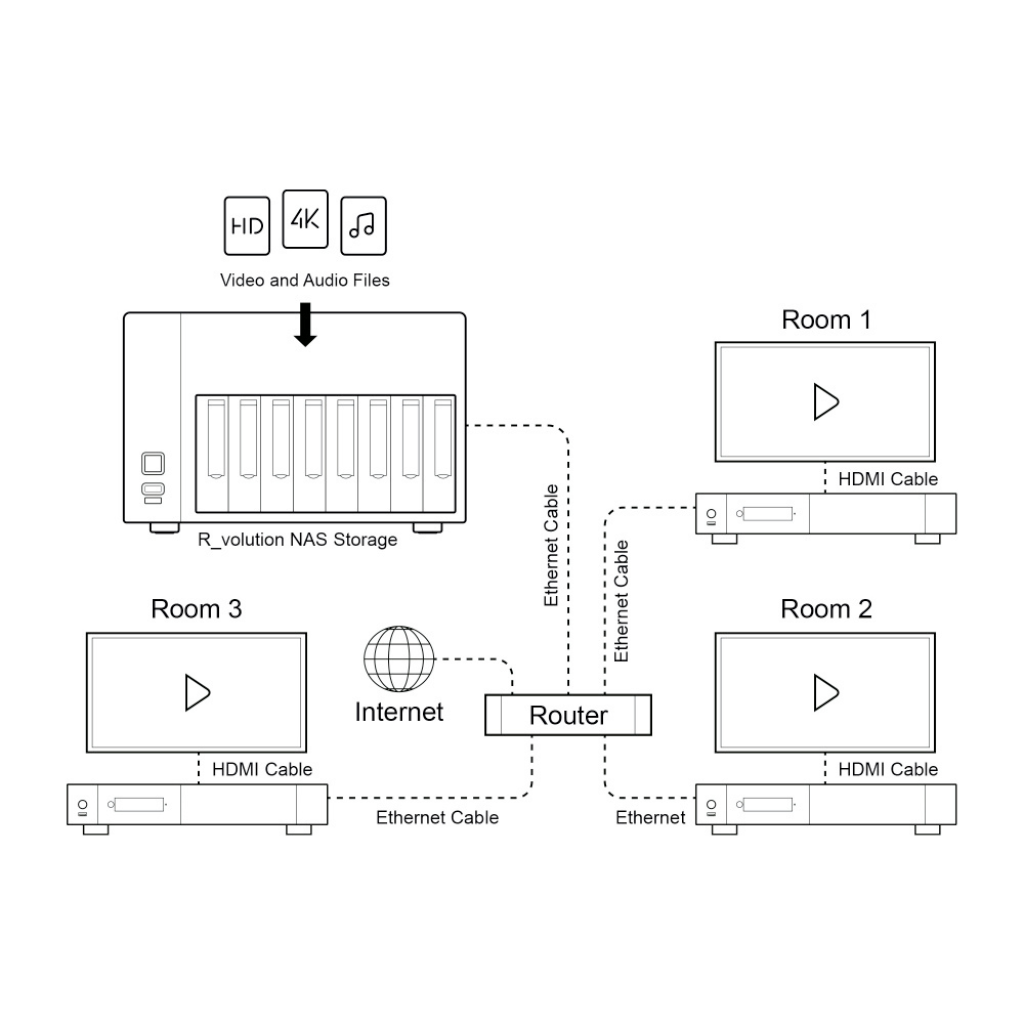 HD
4K
Video and Audio Files
R_volution NAS Storage
Room 1
HDMI Cable
Ethernet Cable
Ethernet Cable
Room 3
HDMI Cable
Ethernet Cable
Internet
Router
Room 2
HDMI Cable
Ethernet